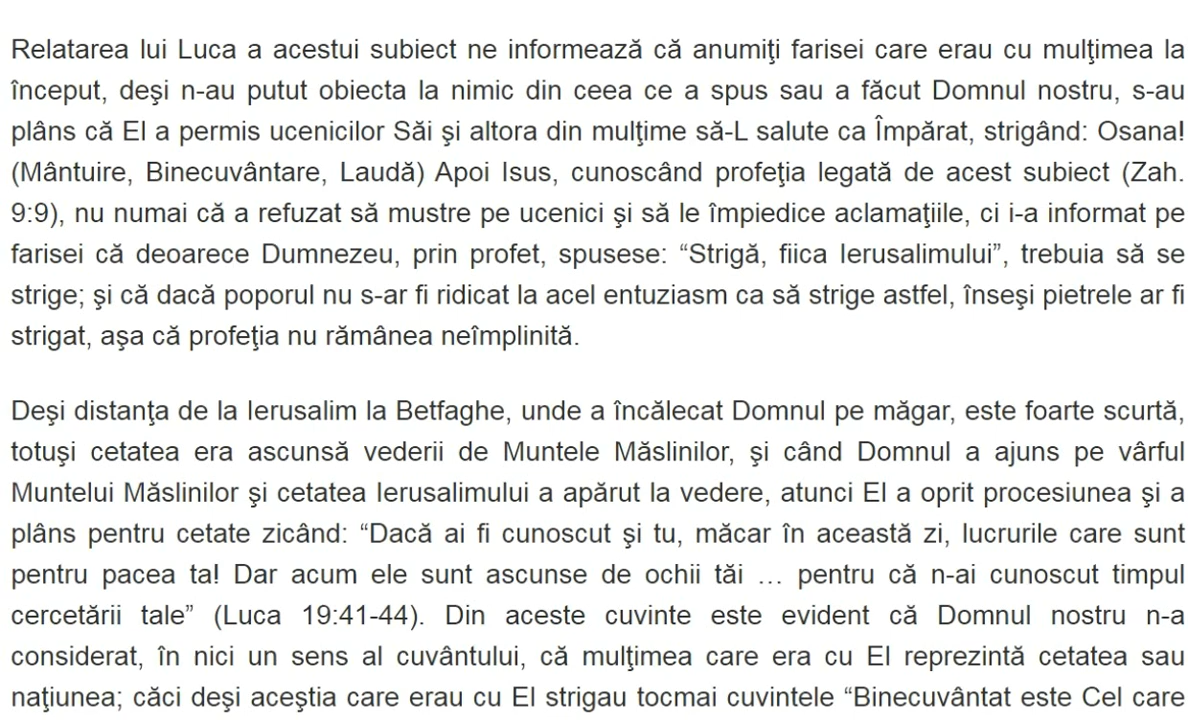 Relatarea lui Luca a acestui subiect ne informează că anumiţi farisei care erau cu mulţimea la
început, deşi n-au putut obiecta la nimic din ceea ce a spus sau a făcut Domnul nostru, s-au
plâns că El a permis ucenicilor Săi şi altora din mulţime să-L salute ca Împărat, strigând: Osana!
(Mântuire, Binecuvântare, Laudă) Apoi Isus, cunoscând profeţia legată de acest subiect (Zah.
9:9), nu numai că a refuzat să mustre pe ucenici şi să le împiedice aclamaţiile, ci i-a informat pe
farisei că deoarece Dumnezeu, prin profet, spusese: “Strigă, fiica Ierusalimului”, trebuia să se
strige; şi că dacă poporul nu s-ar fi ridicat la acel entuziasm ca să strige astfel, înseşi pietrele ar fi
strigat, aşa că profeţia nu rămânea neîmplinită.
Deşi distanţa de la Ierusalim la Betfaghe, unde a încălecat Domnul pe măgar, este foarte scurtă,
totuşi cetatea era ascunsă vederii de Muntele Măslinilor, şi când Domnul a ajuns pe vârful
Muntelui Măslinilor şi cetatea Ierusalimului a apărut la vedere, atunci El a oprit procesiunea şi a
plâns pentru cetate zicând: “Dacă ai fi cunoscut şi tu, măcar în această zi, lucrurile care sunt
pentru pacea ta! Dar acum ele sunt ascunse de ochii tăi … pentru că n-ai cunoscut timpul
cercetării tale” (Luca 19:41-44). Din aceste cuvinte este evident că Domnul nostru n-a
considerat, în nici un sens al cuvântului, că mulţimea care era cu El reprezintă cetatea sau
naţiunea; căci deşi aceştia care erau cu El strigau tocmai cuvintele “Binecuvântat este Cel care